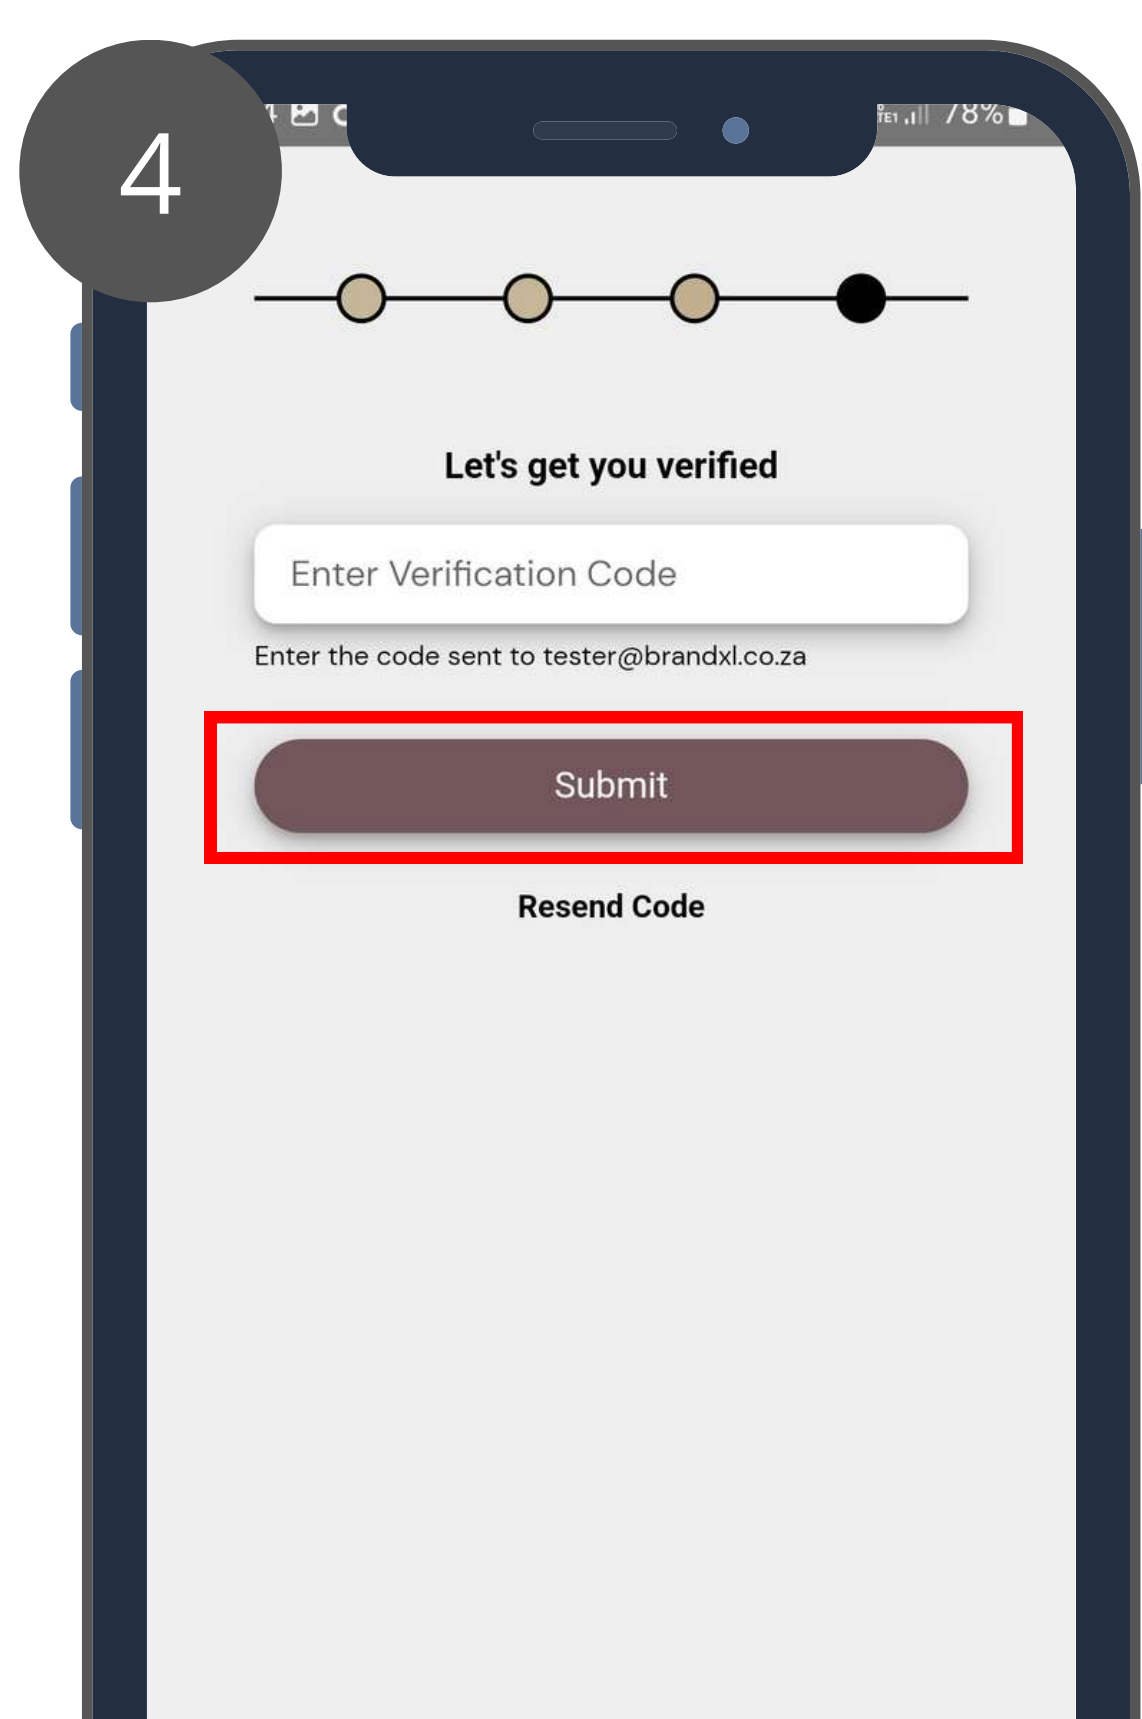 4
78%
Let's get you verified
Enter Verification Code
Enter the code sent to tester@brandxl.co.za
Submit
Resend Code